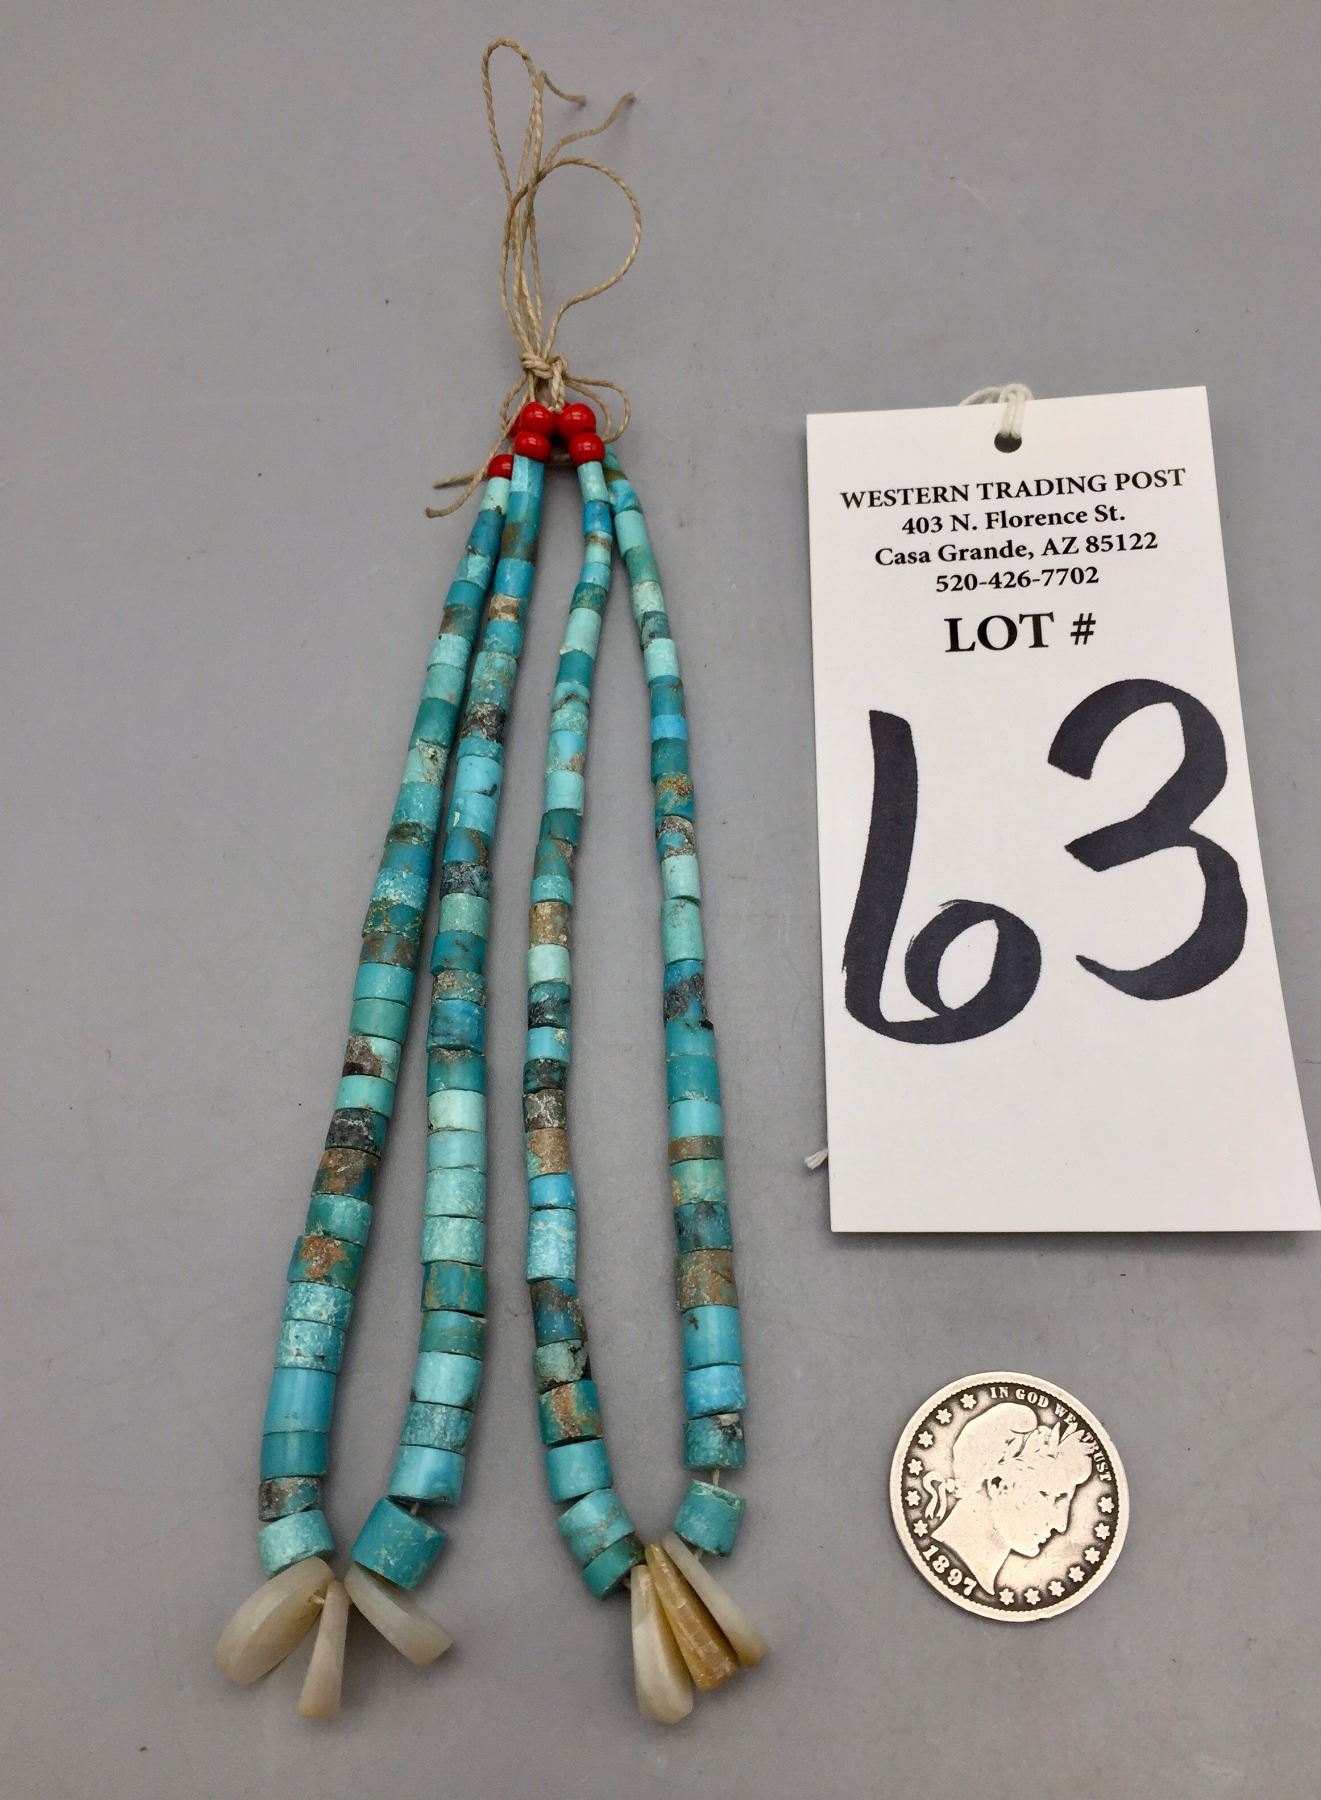 WESTERN TRADING POST
403 N. Florence St.
Casa Grande, AZ 85122
520-426-7702
LOT #
63
IN GOD WE TRUST
1897